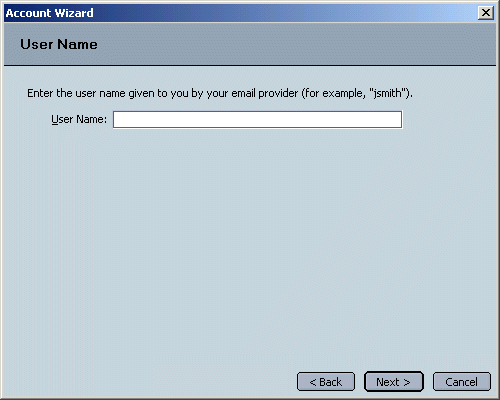 Account Wizard
User Name
Enter the user name given to you by your email provider (for example, "jsmith").
User Name:
< Back
Next >
Cancel